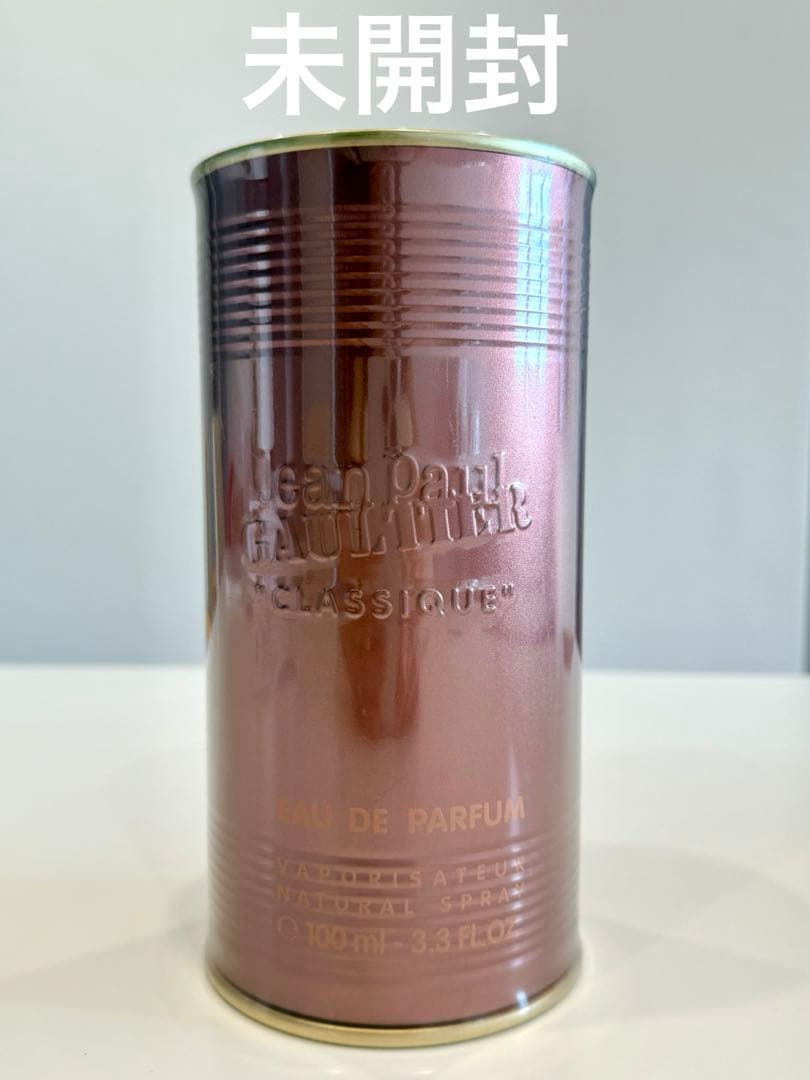 未開封
Jean Paul
GAULTIER
"CLASSIQUE"
EAU DE PARFUM
VAPORISATEUR
NATURAL SPRAY
℮ 100 ml - 3.3 FL.OZ